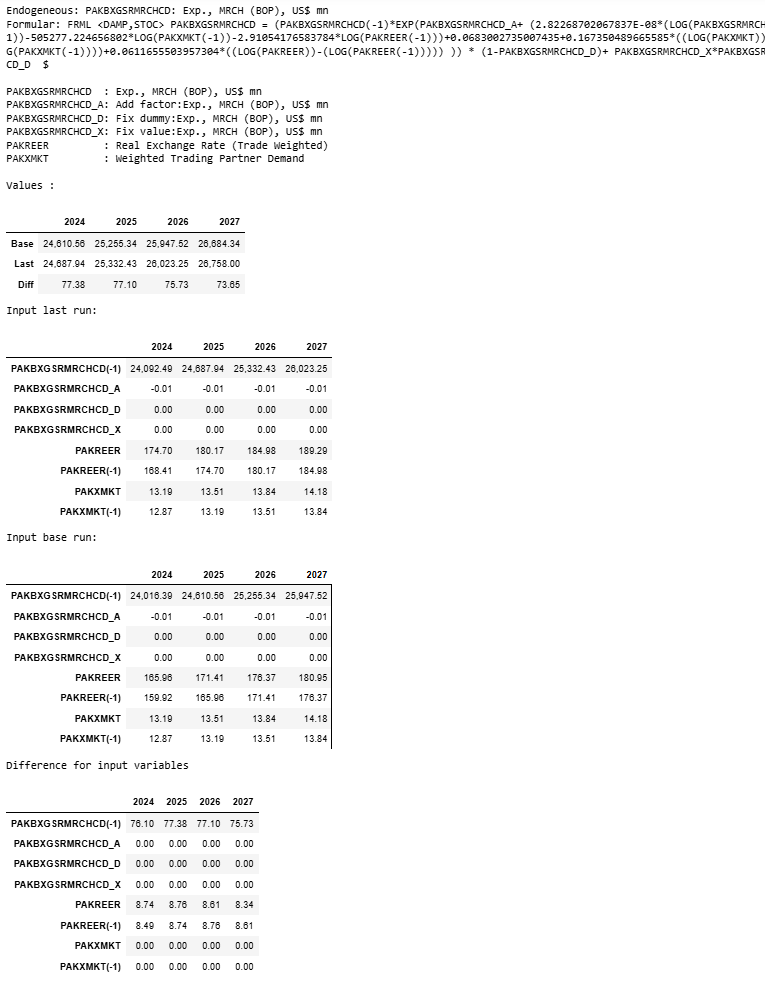 Endogeneous: PAKBXGSRMRCHCD: Exp., MRCH (BOP), US$ mn
Formular: FRML <DAMP,STOC> PAKBXGSRMRCHCD = (PAKBXGSRMRCHCD(-1)*EXP(PAKBXGSRMRCHCD_A+ (2.82268702067837E-08*(LOG(PAKBXGSRMRCH
1))-505277.224656802*LOG(PAKXMKT(-1))-2.91054176583784*LOG(PAKREER(-1)))+0.0683002735007435+0.167350489665585*((LOG(PAKXMKT))
G(PAKXMKT(-1))))+0.0611655503957304*((LOG(PAKREER))-(LOG(PAKREER(-1))))) )) * (1-PAKBXGSRMRCHCD_D)+ PAKBXGSRMRCHCD_X*PAKBXGSR
CD_D $
PAKBXGSRMRCHCD : Exp., MRCH (BOP), US$ mn
PAKBXGSRMRCHCD_A: Add factor:Exp., MRCH (BOP), US$ mn
PAKBXGSRMRCHCD_D: Fix dummy:Exp., MRCH (BOP), US$ mn
PAKBXGSRMRCHCD_X: Fix value:Exp., MRCH (BOP), US$ mn
PAKREER : Real Exchange Rate (Trade Weighted)
PAKXMKT : Weighted Trading Partner Demand
Values :
2024 2025 2026 2027
Base 24,610.56 25,255.34 25,947.52 26,684.34
Last 24,687.94 25,332.43 26,023.25 26,758.00
Diff 77.38 77.10 75.73 73.65
Input last run:
2024 2025 2026 2027
PAKBXGSRMRCHCD(-1) 24,092.49 24,687.94 25,332.43 26,023.25
PAKBXGSRMRCHCD_A -0.01 -0.01 -0.01 -0.01
PAKBXGSRMRCHCD_D 0.00 0.00 0.00 0.00
PAKBXGSRMRCHCD_X 0.00 0.00 0.00 0.00
PAKREER 174.70 180.17 184.98 189.29
PAKREER(-1) 168.41 174.70 180.17 184.98
PAKXMKT 13.19 13.51 13.84 14.18
PAKXMKT(-1) 12.87 13.19 13.51 13.84
Input base run:
2024 2025 2026 2027
PAKBXGSRMRCHCD(-1) 24,016.39 24,610.56 25,255.34 25,947.52
PAKBXGSRMRCHCD_A -0.01 -0.01 -0.01 -0.01
PAKBXGSRMRCHCD_D 0.00 0.00 0.00 0.00
PAKBXGSRMRCHCD_X 0.00 0.00 0.00 0.00
PAKREER 165.96 171.41 176.37 180.95
PAKREER(-1) 159.92 165.96 171.41 176.37
PAKXMKT 13.19 13.51 13.84 14.18
PAKXMKT(-1) 12.87 13.19 13.51 13.84
Difference for input variables
2024 2025 2026 2027
PAKBXGSRMRCHCD(-1) 76.10 77.38 77.10 75.73
PAKBXGSRMRCHCD_A 0.00 0.00 0.00 0.00
PAKBXGSRMRCHCD_D 0.00 0.00 0.00 0.00
PAKBXGSRMRCHCD_X 0.00 0.00 0.00 0.00
PAKREER 8.74 8.76 8.61 8.34
PAKREER(-1) 8.49 8.74 8.76 8.61
PAKXMKT 0.00 0.00 0.00 0.00
PAKXMKT(-1) 0.00 0.00 0.00 0.00